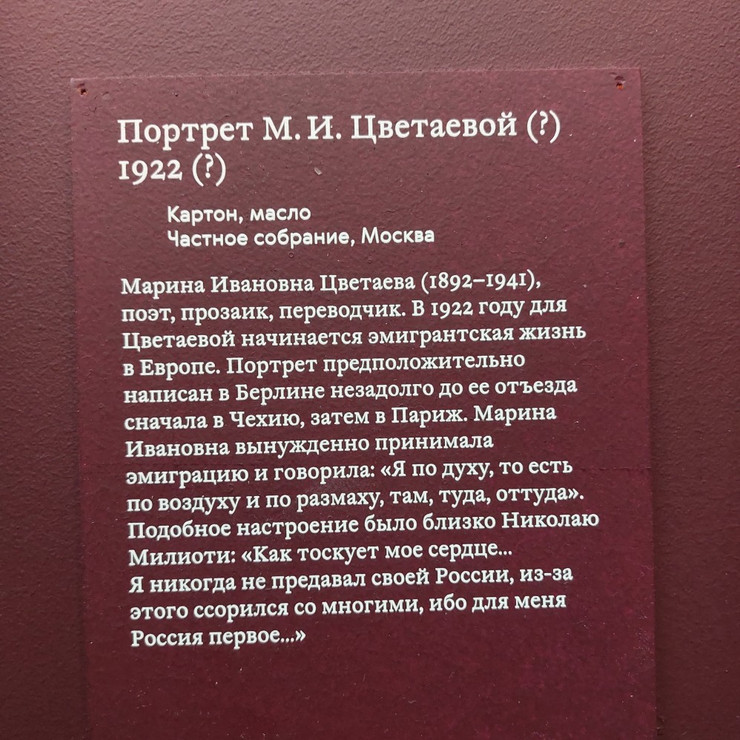 Портрет М. И. Цветаевой (?)
1922 (?)
Картон, масло
Частное собрание, Москва
Марина Ивановна Цветаева (1892–1941),
поэт, прозаик, переводчик. В 1922 году для
Цветаевой начинается эмигрантская жизнь
в Европе. Портрет предположительно
написан в Берлине незадолго до ее отъезда
сначала в Чехию, затем в Париж. Марина
Ивановна вынужденно принимала
эмиграцию и говорила: «Я по духу, то есть
по воздуху и по размаху, там, туда, оттуда».
Подобное настроение было близко Николаю
Милиоти: «Как тоскует мое сердце...
Я никогда не предавал своей России, из-за
этого ссорился со многими, ибо для меня
Россия первое...»